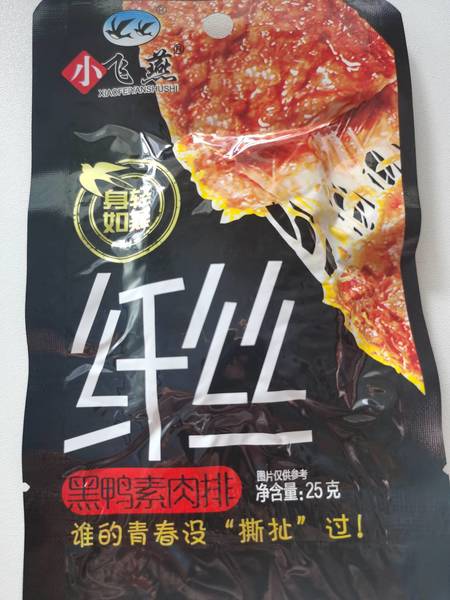 小飞燕
XIAOFEIYANSHUSHI
身轻
如燕
纤丝
黑鸭素肉排
图片仅供参考
净含量:25克
谁的青春没“撕扯”过!